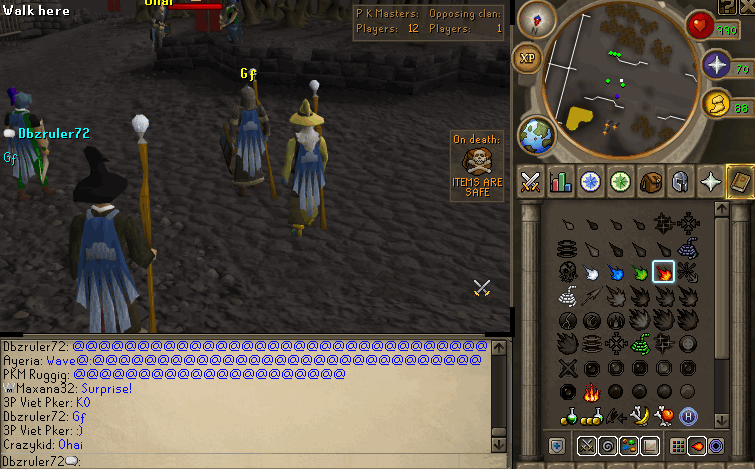 Walk here
Ohai
P K Masters: Opposing clan:
Players: 12 Players: 1
990
Gf
XP
N
70
Dbzruler72
Gf
88
On death:
ITEMS ARE
SAFE
Dbzruler72: @@@@@@@@@@@@@@@@@@@@@@@@@@@@@@@@
Ayeria: Wave@ @@@@@@@@@@@@@@@@@@@@@@@@@@@@@@
PKM Ruggig: @@@@@@@@@@@@@@@@@@@@@
Maxana32: Surprise!
3P Viet Pker: KO
Dbzruler72: Gf
3P Viet Pker: :)
Crazykid: Ohai
Dbzruler72:
H